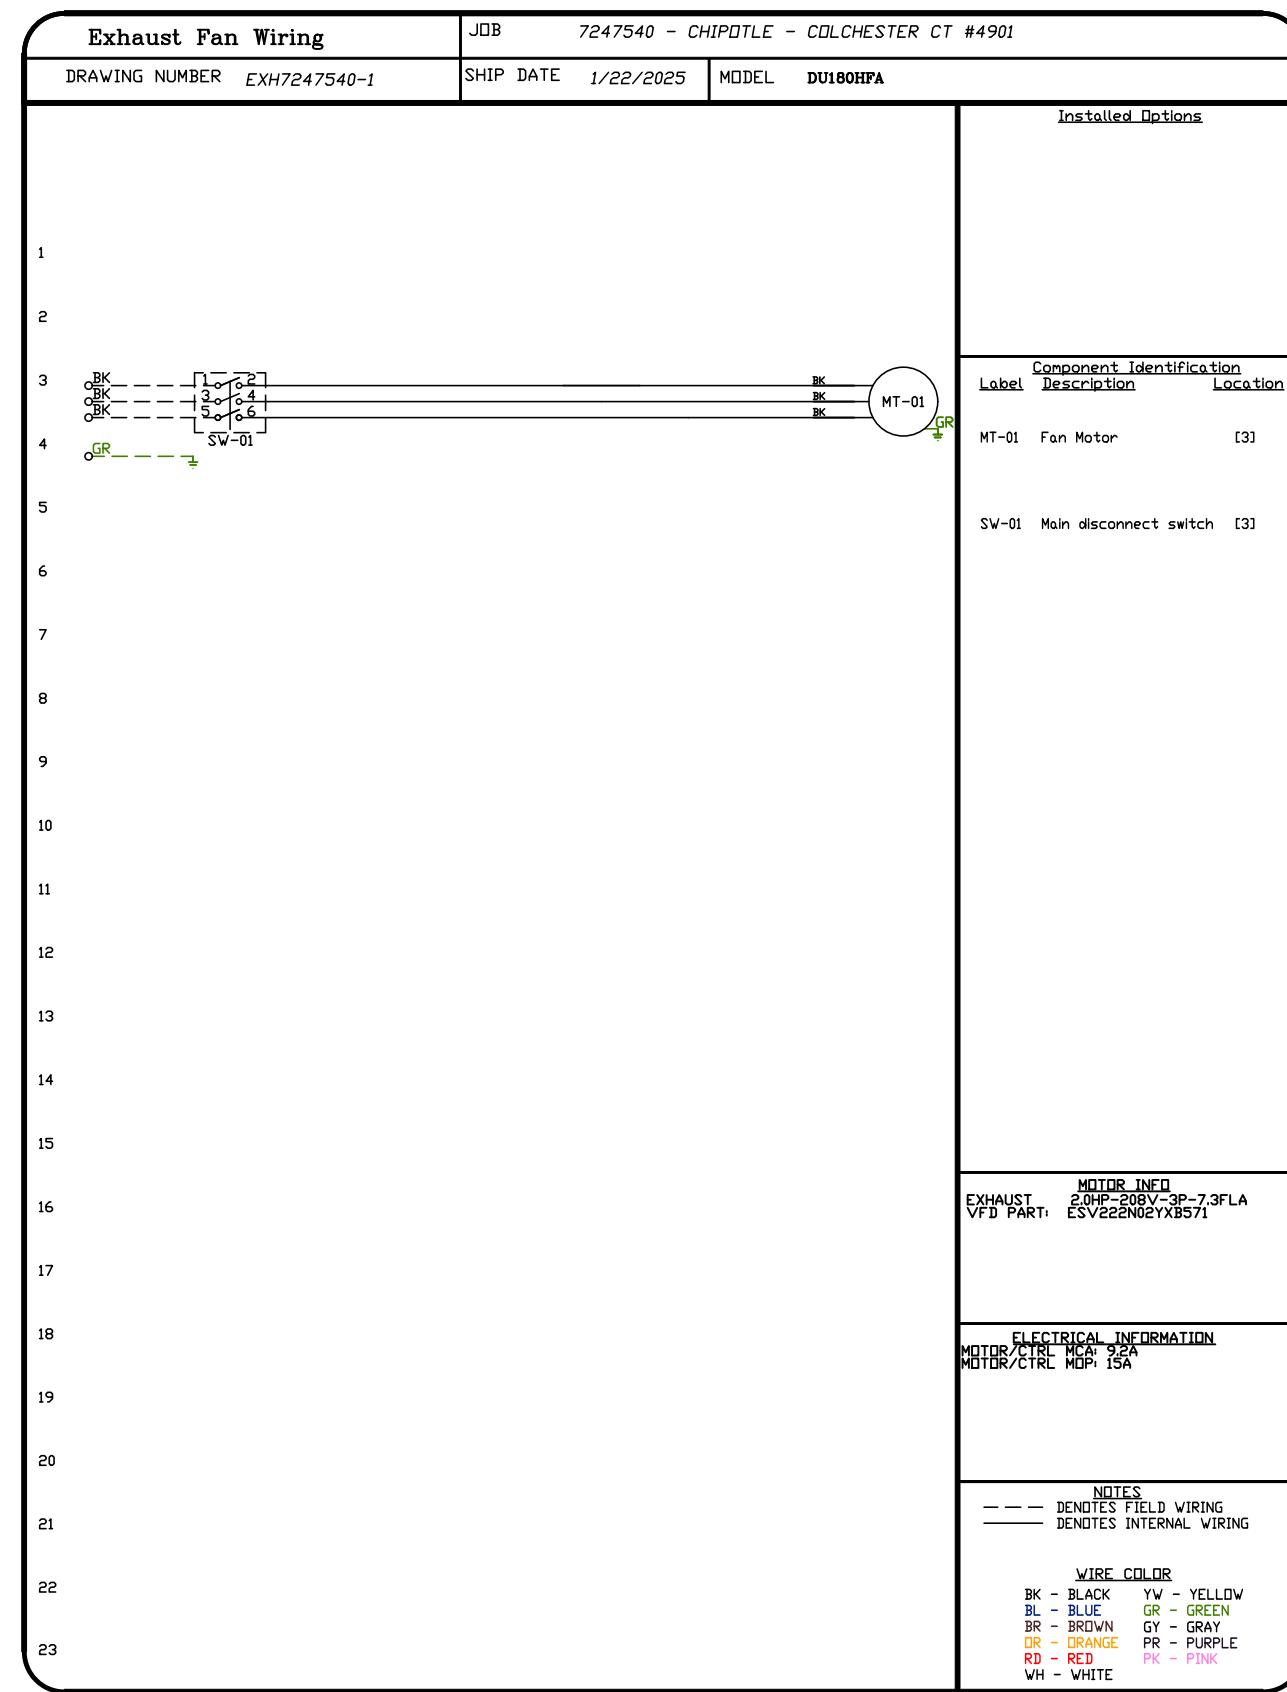 Exhaust Fan Wiring
JOB 7247540 - CHIPOTLE - COLCHESTER CT #4901
DRAWING NUMBER EXH7247540-1
SHIP DATE 1/22/2025
MODEL DU180HFA
Installed Options
1
2
3
BK 1 2 BK
BK 3 4 BK
BK 5 6 BK
MT-01
GR
SW-01
4
GR
5
6
7
8
9
10
11
12
13
14
15
16
17
18
19
20
21
22
23
Component Identification
Label Description Location
MT-01 Fan Motor [3]
SW-01 Main disconnect switch [3]
MOTOR INFO
EXHAUST 2.0HP-208V-3P-7.3FLA
VFD PART: ESV222N02YXB571
ELECTRICAL INFORMATION
MOTOR/CTRL MCA: 9.2A
MOTOR/CTRL MOP: 15A
NOTES
DENOTES FIELD WIRING
DENOTES INTERNAL WIRING
WIRE COLOR
BK - BLACK YW - YELLOW
BL - BLUE GR - GREEN
BR - BROWN GY - GRAY
OR - ORANGE PR - PURPLE
RD - RED PK - PINK
WH - WHITE